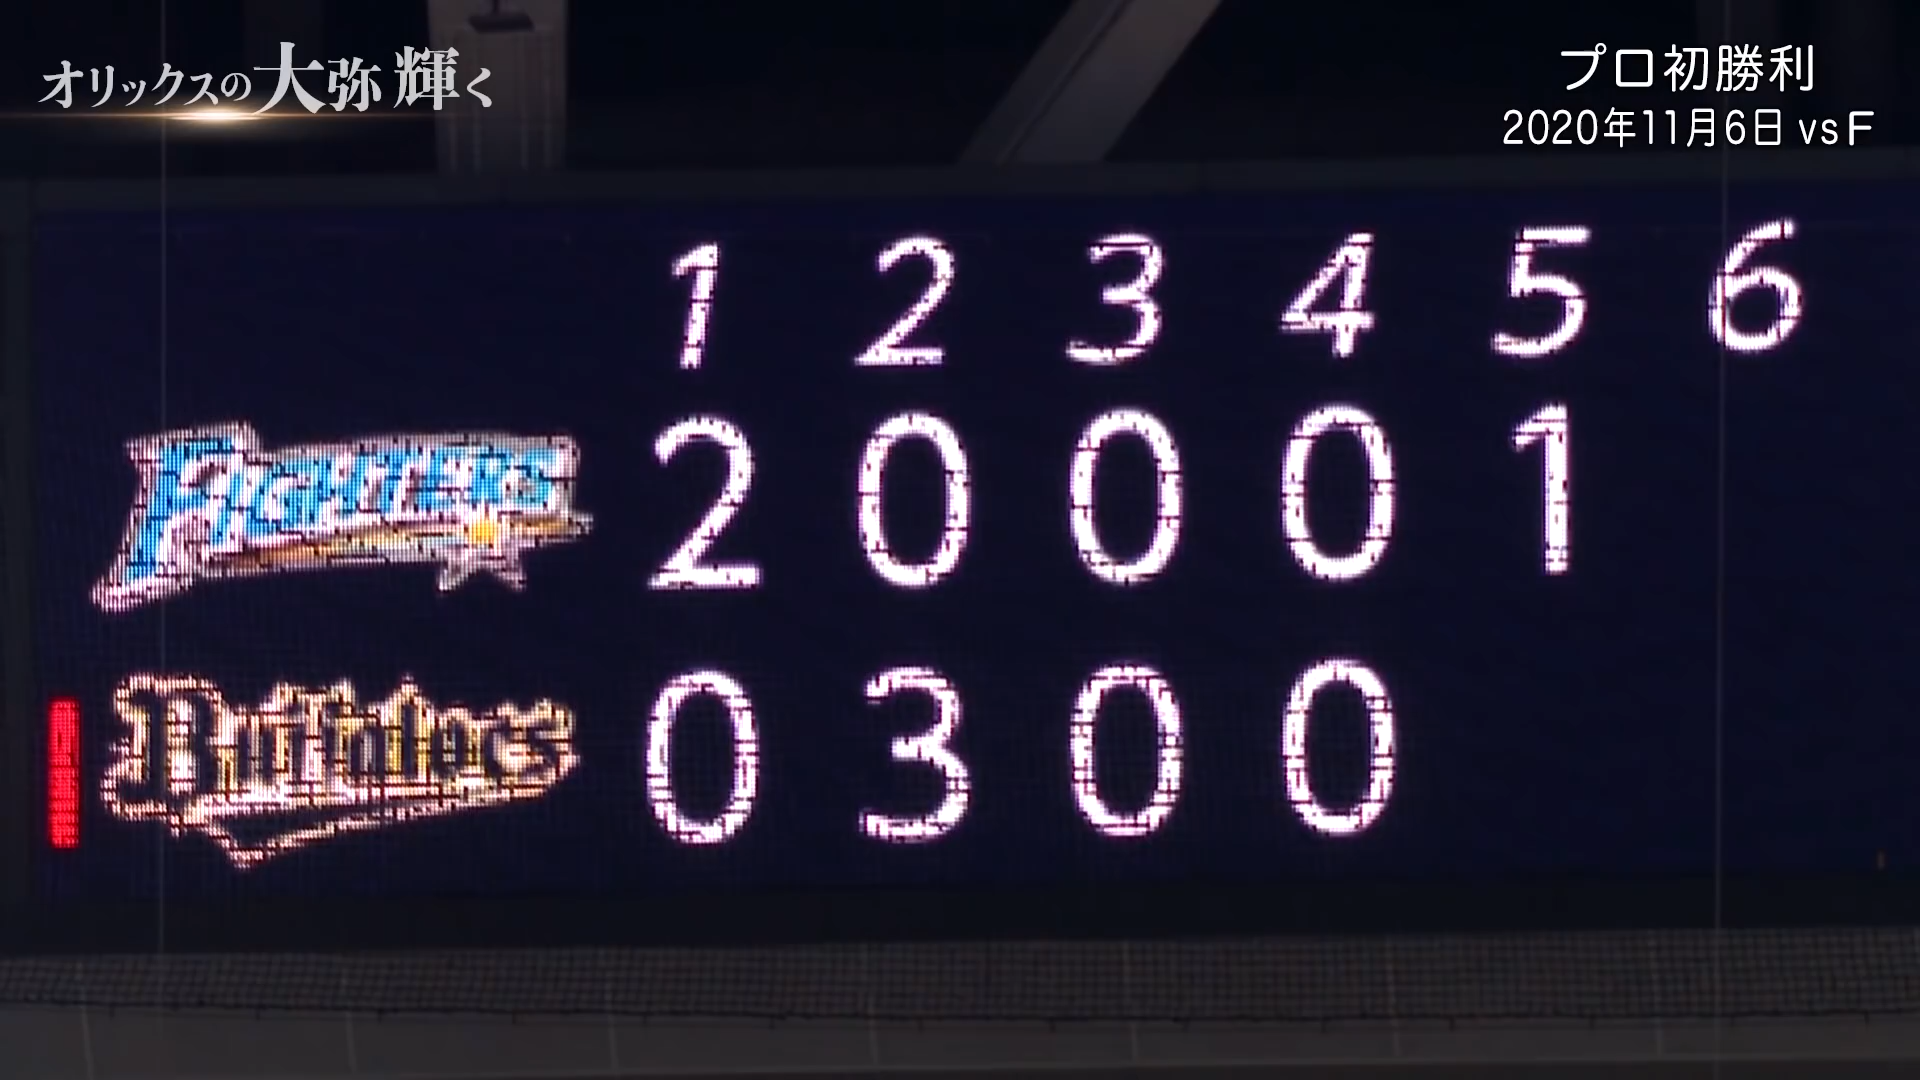 オリックスの大弥輝く
プロ初勝利
2020年11月6日 vs F
1 2 3 4 5 6
FIGHTERS 2 0 0 0 1
Buffaloes 0 3 0 0